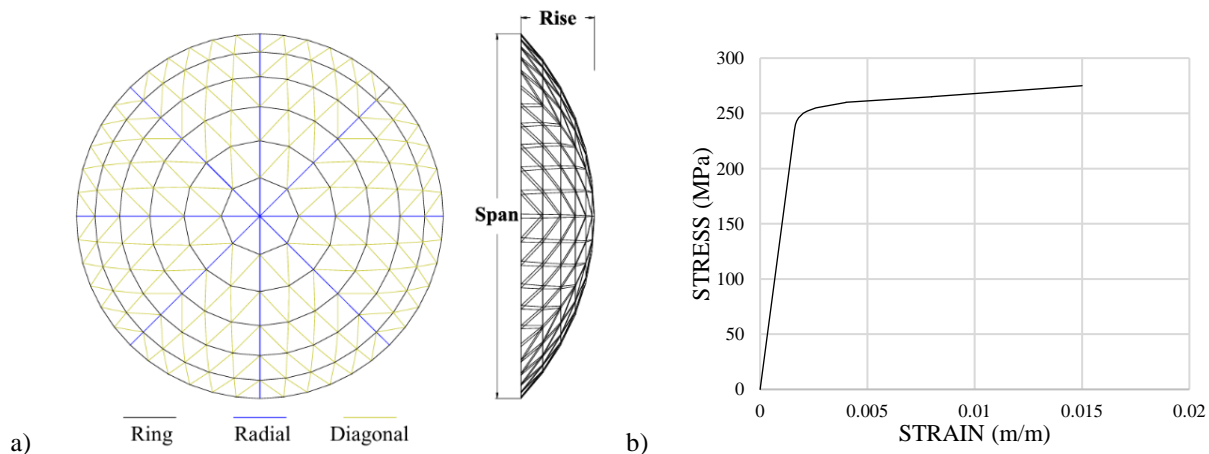 Rise
Span
Ring
Radial
Diagonal
a)
STRESS (MPa)
300
250
200
150
100
50
0
0
0.005
0.01
0.015
0.02
STRAIN (m/m)
b)